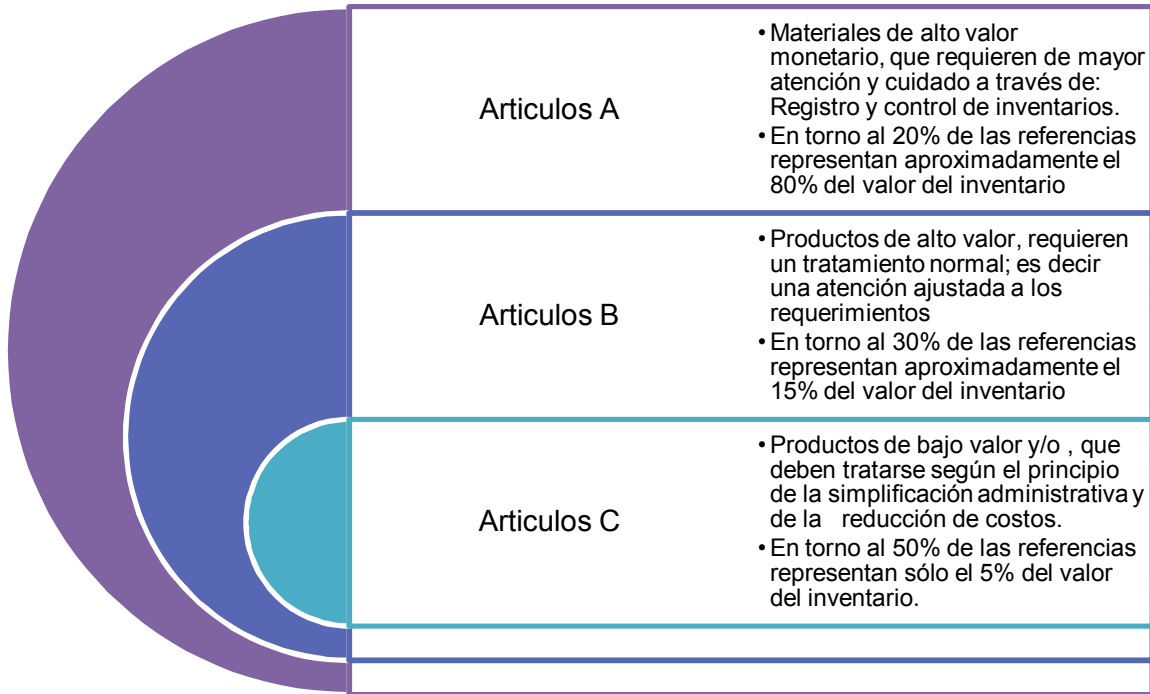 Articulos A
• Materiales de alto valor
monetario, que requieren de mayor
atención y cuidado a través de:
Registro y control de inventarios.
• En torno al 20% de las referencias
representan aproximadamente el
80% del valor del inventario
Articulos B
• Productos de alto valor, requieren
un tratamiento normal; es decir
una atención ajustada a los
requerimientos
• En torno al 30% de las referencias
representan aproximadamente el
15% del valor del inventario
Articulos C
• Productos de bajo valor y/o , que
deben tratarse según el principio
de la simplificación administrativa y
de la reducción de costos.
• En torno al 50% de las referencias
representan sólo el 5% del valor
del inventario.